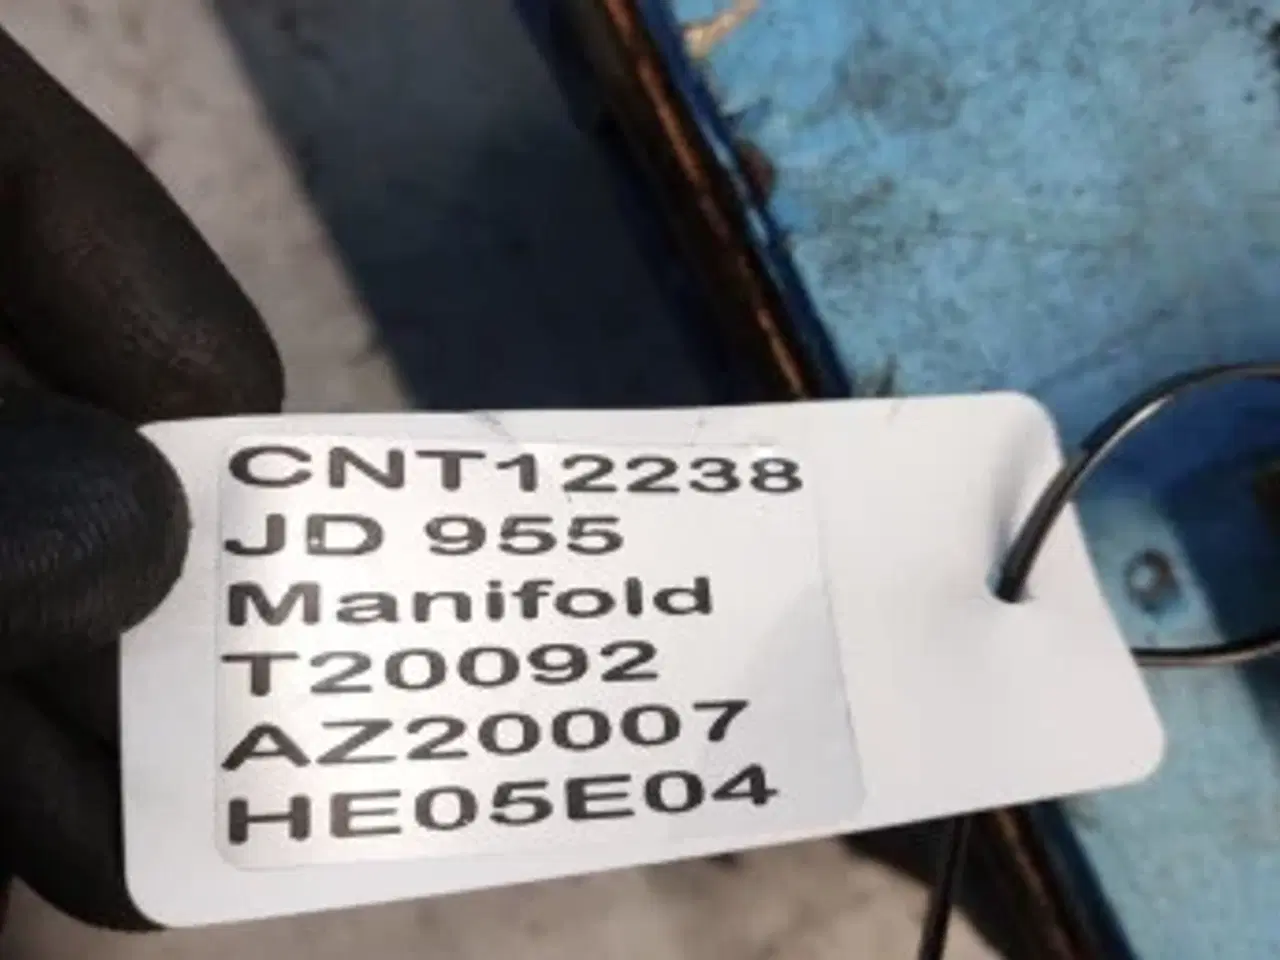 CNT12238
JD 955
Manifold
T20092
AZ20007
HE05E04